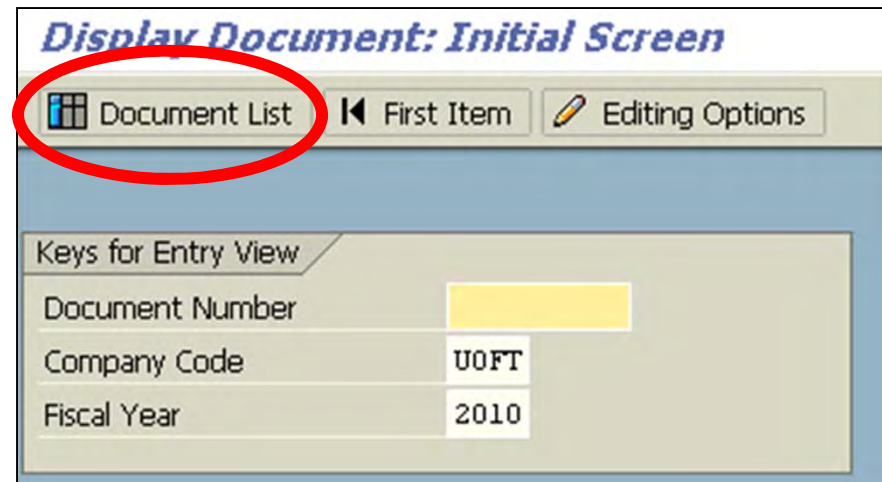 Display Document: Initial Screen
Document List First Item Editing Options
Keys for Entry View
Document Number
Company Code UOFT
Fiscal Year 2010